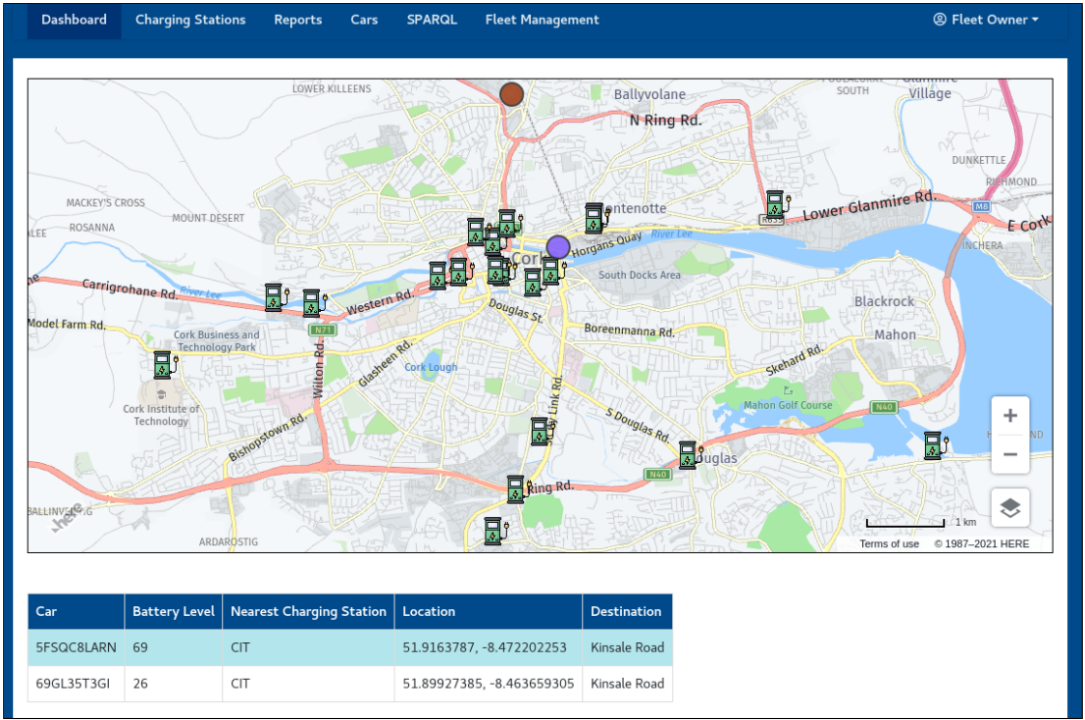 Dashboard Charging Stations Reports Cars SPARQL Fleet Management Fleet Owner
LOWER KILLEENS
Ballyvolane
SOUTH
Village
N Ring Rd.
DUNKETTLE
MACKEY'S CROSS
MOUNT DESERT
ROSANNA
Lower Glanmire Rd.
M8
E Cork
River Lee
Horgans Quay
South Docks Area
Carrigrohane Rd.
River Lee
Western Rd.
Douglas St.
Blackrock
Model Farm Rd.
N71
Boreenmanna Rd.
Mahon
Cork Business and
Technology Park
Wilton Rd.
Glasheen Rd.
Cork Lough
Skehard Rd.
Cork Institute of
Technology
Bishopstown Rd.
S Douglas Rd.
Mahon Golf Course
N40
+
−
N40
Ring Rd.
ARDAROSTIG
1 km
Terms of use © 1987–2021 HERE
Car Battery Level Nearest Charging Station Location Destination
5FSQC8LARN 69 CIT 51.9163787, -8.472202253 Kinsale Road
69GL35T3GI 26 CIT 51.89927385, -8.463659305 Kinsale Road